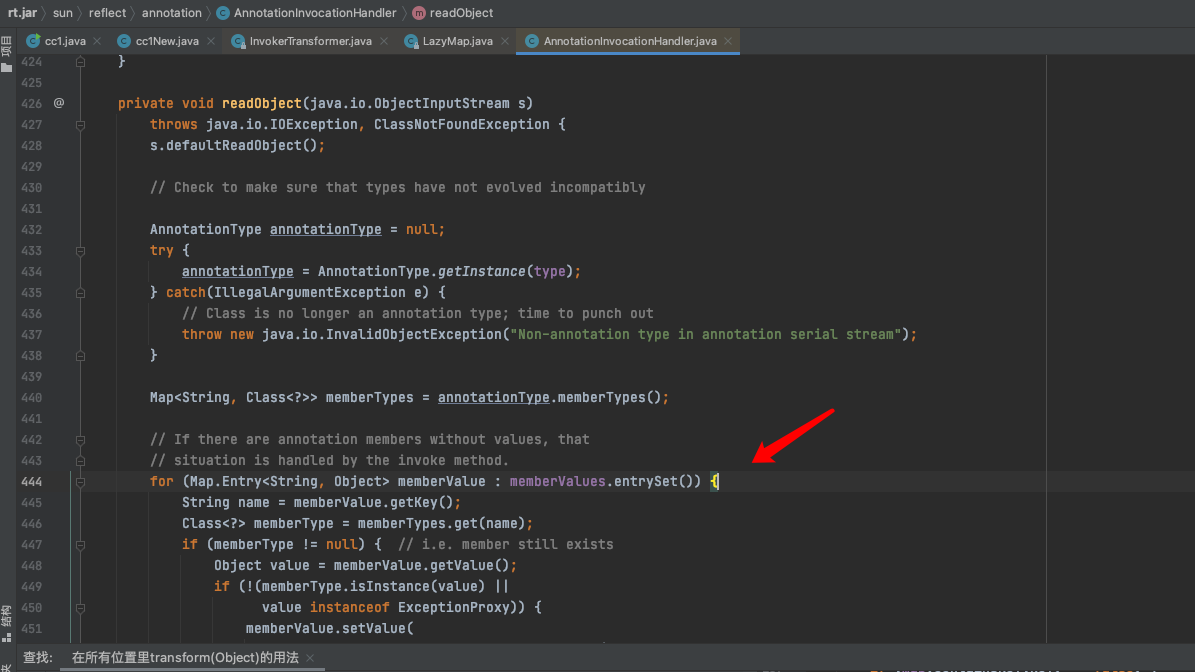 rt.jar sun reflect annotation AnnotationInvocationHandler readObject
项目
cc1.java cc1New.java InvokerTransformer.java LazyMap.java AnnotationInvocationHandler.java
424 }
425
426 @ private void readObject(java.io.ObjectInputStream s)
427 throws java.io.IOException, ClassNotFoundException {
428 s.defaultReadObject();
429
430 // Check to make sure that types have not evolved incompatibly
431
432 AnnotationType annotationType = null;
433 try {
434 annotationType = AnnotationType.getInstance(type);
435 } catch(IllegalArgumentException e) {
436 // Class is no longer an annotation type; time to punch out
437 throw new java.io.InvalidObjectException("Non-annotation type in annotation serial stream");
438 }
439
440 Map<String, Class<?>> memberTypes = annotationType.memberTypes();
441
442 // If there are annotation members without values, that
443 // situation is handled by the invoke method.
444 for (Map.Entry<String, Object> memberValue : memberValues.entrySet()) {
445 String name = memberValue.getKey();
446 Class<?> memberType = memberTypes.get(name);
447 if (memberType != null) { // i.e. member still exists
448 Object value = memberValue.getValue();
449 if (!(memberType.isInstance(value) ||
450 value instanceof ExceptionProxy)) {
451 memberValue.setValue(
结构
查找: 在所有位置里transform(Object)的用法